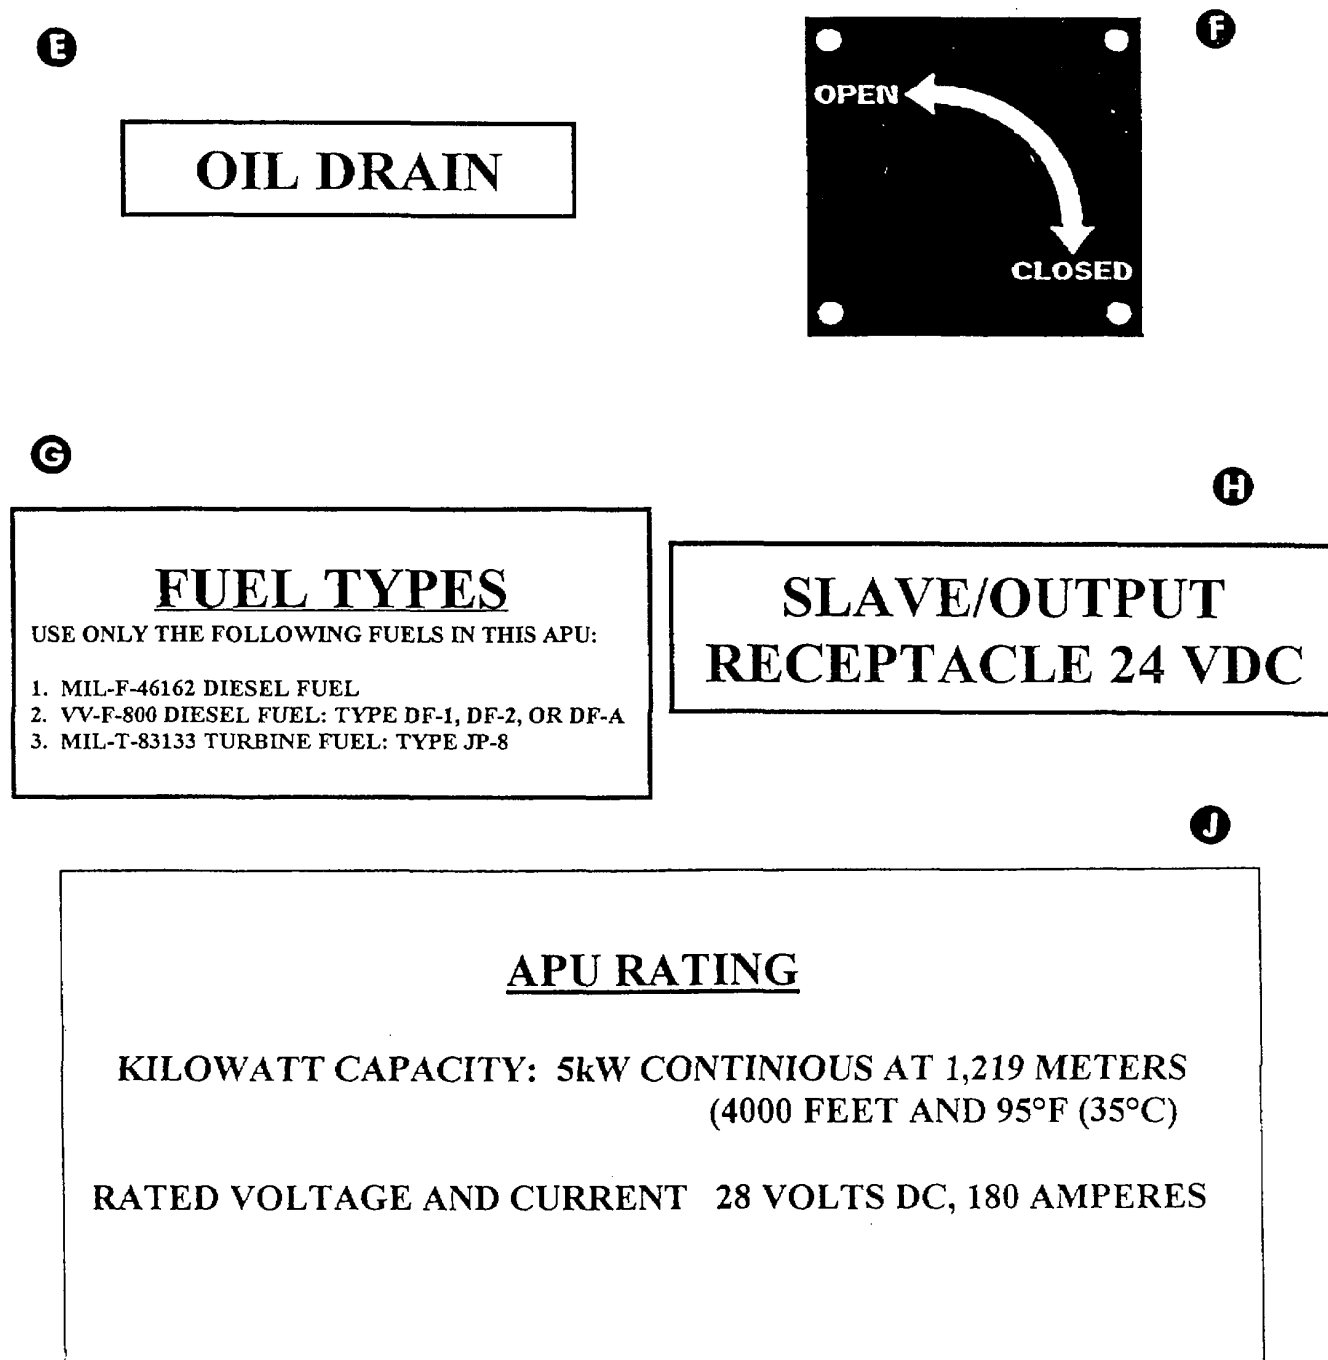 E
OIL DRAIN
F
OPEN
CLOSED
G
FUEL TYPES
USE ONLY THE FOLLOWING FUELS IN THIS APU:
1. MIL-F-46162 DIESEL FUEL
2. VV-F-800 DIESEL FUEL: TYPE DF-1, DF-2, OR DF-A
3. MIL-T-83133 TURBINE FUEL: TYPE JP-8
H
SLAVE/OUTPUT
RECEPTACLE 24 VDC
J
APU RATING
KILOWATT CAPACITY: 5kW CONTINIOUS AT 1,219 METERS
(4000 FEET AND 95°F (35°C)
RATED VOLTAGE AND CURRENT 28 VOLTS DC, 180 AMPERES